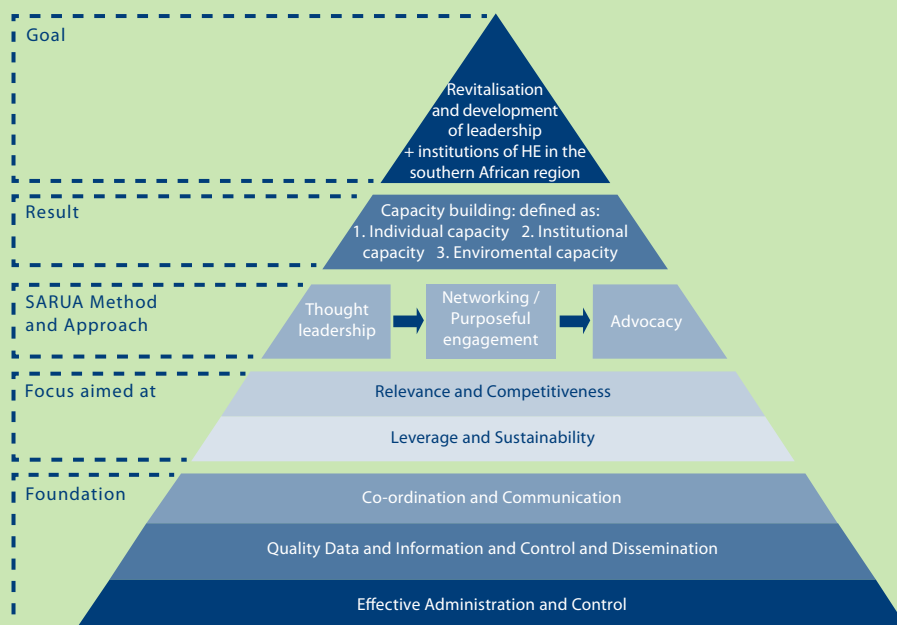 Goal
Revitalisation
and development
of leadership
+ institutions of HE in the
southern African region
Result
Capacity building: defined as:
1. Individual capacity   2. Institutional
capacity   3. Enviromental capacity
SARUA Method
and Approach
Thought
leadership
Networking /
Purposeful
engagement
Advocacy
Focus aimed at
Relevance and Competitiveness
Leverage and Sustainability
Foundation
Co-ordination and Communication
Quality Data and Information and Control and Dissemination
Effective Administration and Control